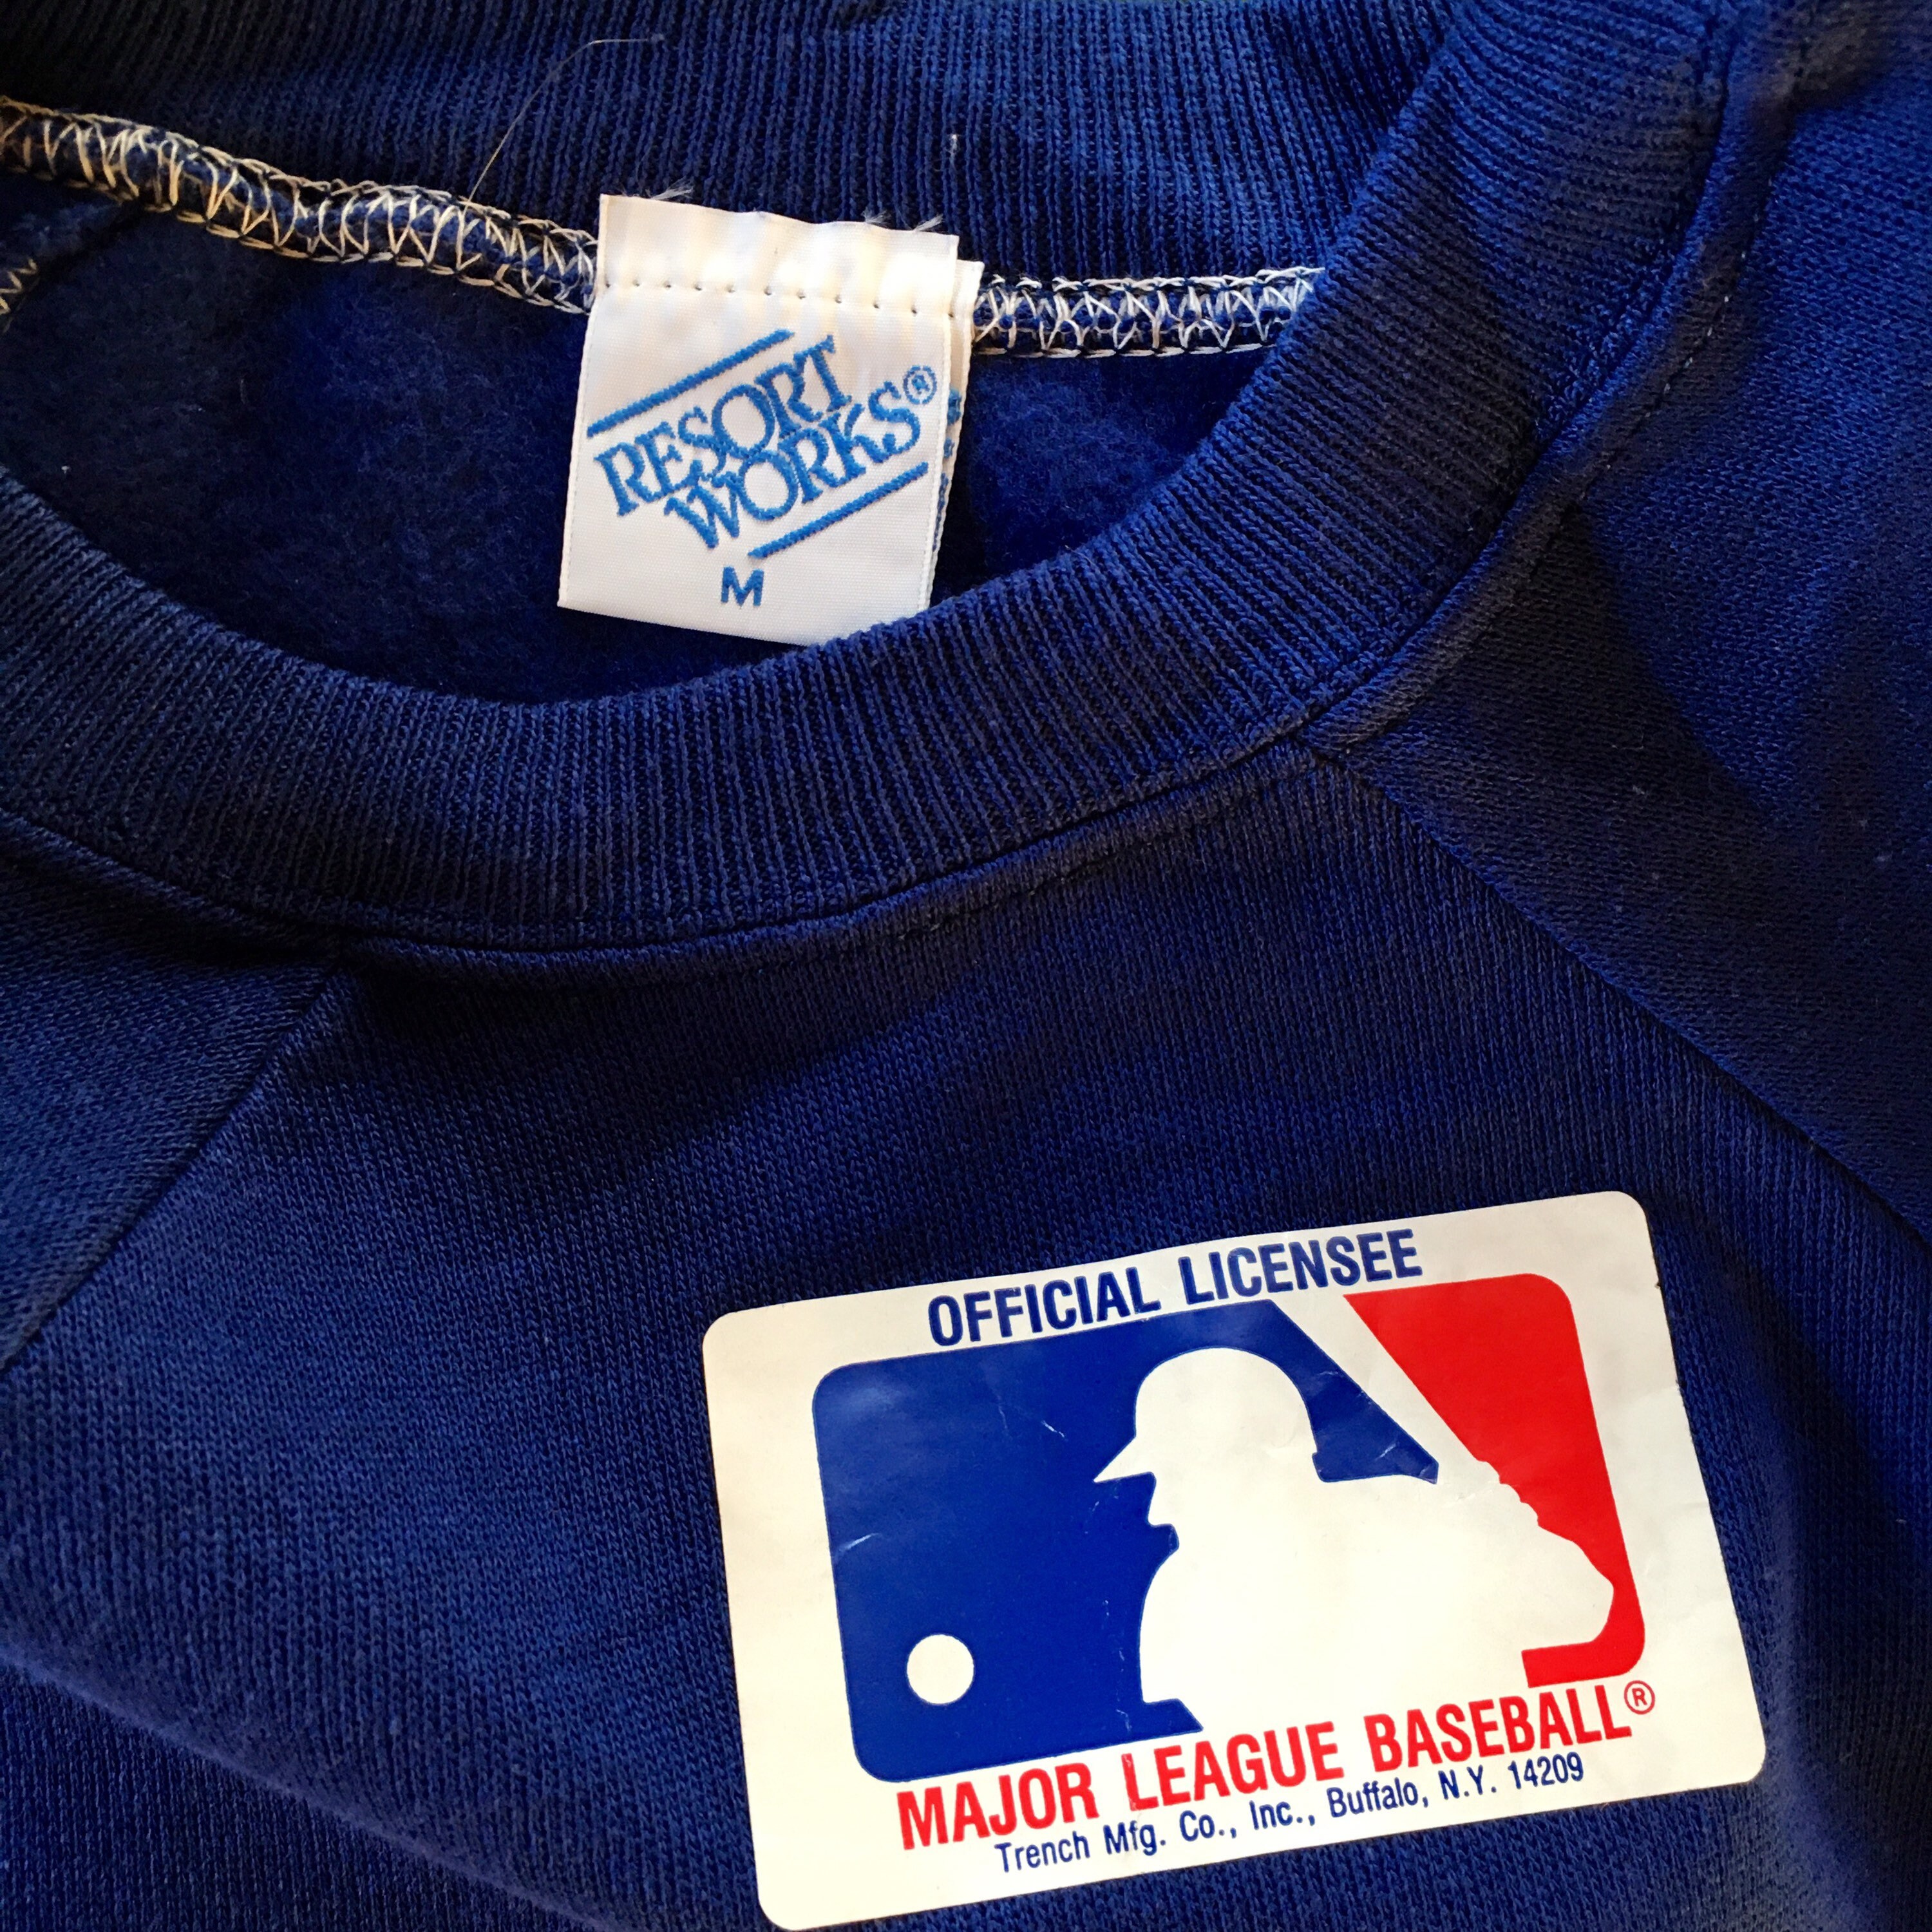 RESORT
WORKS®
M
OFFICIAL LICENSEE
MAJOR LEAGUE BASEBALL®
Trench Mfg. Co., Inc., Buffalo, N.Y. 14209